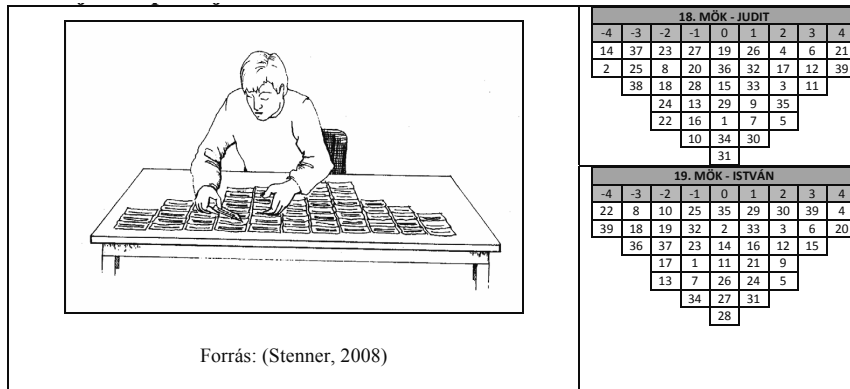 Forrás: (Stenner, 2008)
18. MÖK - JUDIT
-4 -3 -2 -1 0 1 2 3 4
14 37 23 27 19 26 4 6 21
2 25 8 20 36 32 17 12 39
38 18 28 15 33 3 11
24 13 29 9 35
22 16 1 7 5
10 34 30
31
19. MÖK - ISTVÁN
-4 -3 -2 -1 0 1 2 3 4
22 8 10 25 35 29 30 39 4
39 18 19 32 2 33 3 6 20
36 37 23 14 16 12 15
17 1 11 21 9
13 7 26 24 5
34 27 31
28